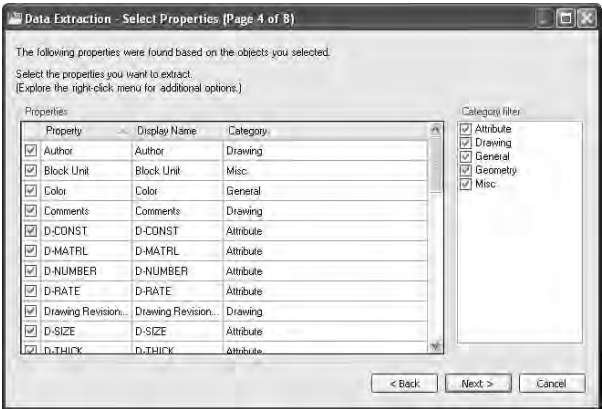 Data Extraction - Select Properties (Page 4 of 8)
The following properties were found based on the objects you selected.
Select the properties you want to extract.
(Explore the right-click menu for additional options.)
Properties
Category filter
Property Display Name Category
Author Author Drawing
Block Unit Block Unit Misc
Color Color General
Comments Comments Drawing
D-CONST D-CONST Attribute
D-MATRL D-MATRL Attribute
D-NUMBER D-NUMBER Attribute
D-RATE D-RATE Attribute
Drawing Revision... Drawing Revision... Drawing
D-SIZE D-SIZE Attribute
D-THICK D-THICK Attribute
Attribute
Drawing
General
Geometry
Misc
< Back Next > Cancel